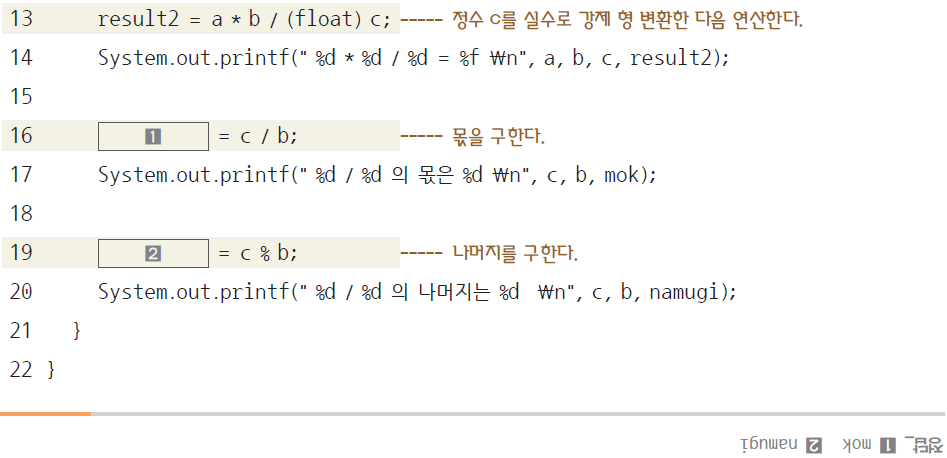 13 result2 = a * b / (float) c; ----- 정수 c를 실수로 강제 형 변환한 다음 연산한다.
14 System.out.printf(" %d * %d / %d = %f ₩n", a, b, c, result2);
15
16 1 = c / b; ----- 몫을 구한다.
17 System.out.printf(" %d / %d 의 몫은 %d ₩n", c, b, mok);
18
19 2 = c % b; ----- 나머지를 구한다.
20 System.out.printf(" %d / %d 의 나머지는 %d ₩n", c, b, namugi);
21 }
22 }
정답_ 1 mok 2 namugi